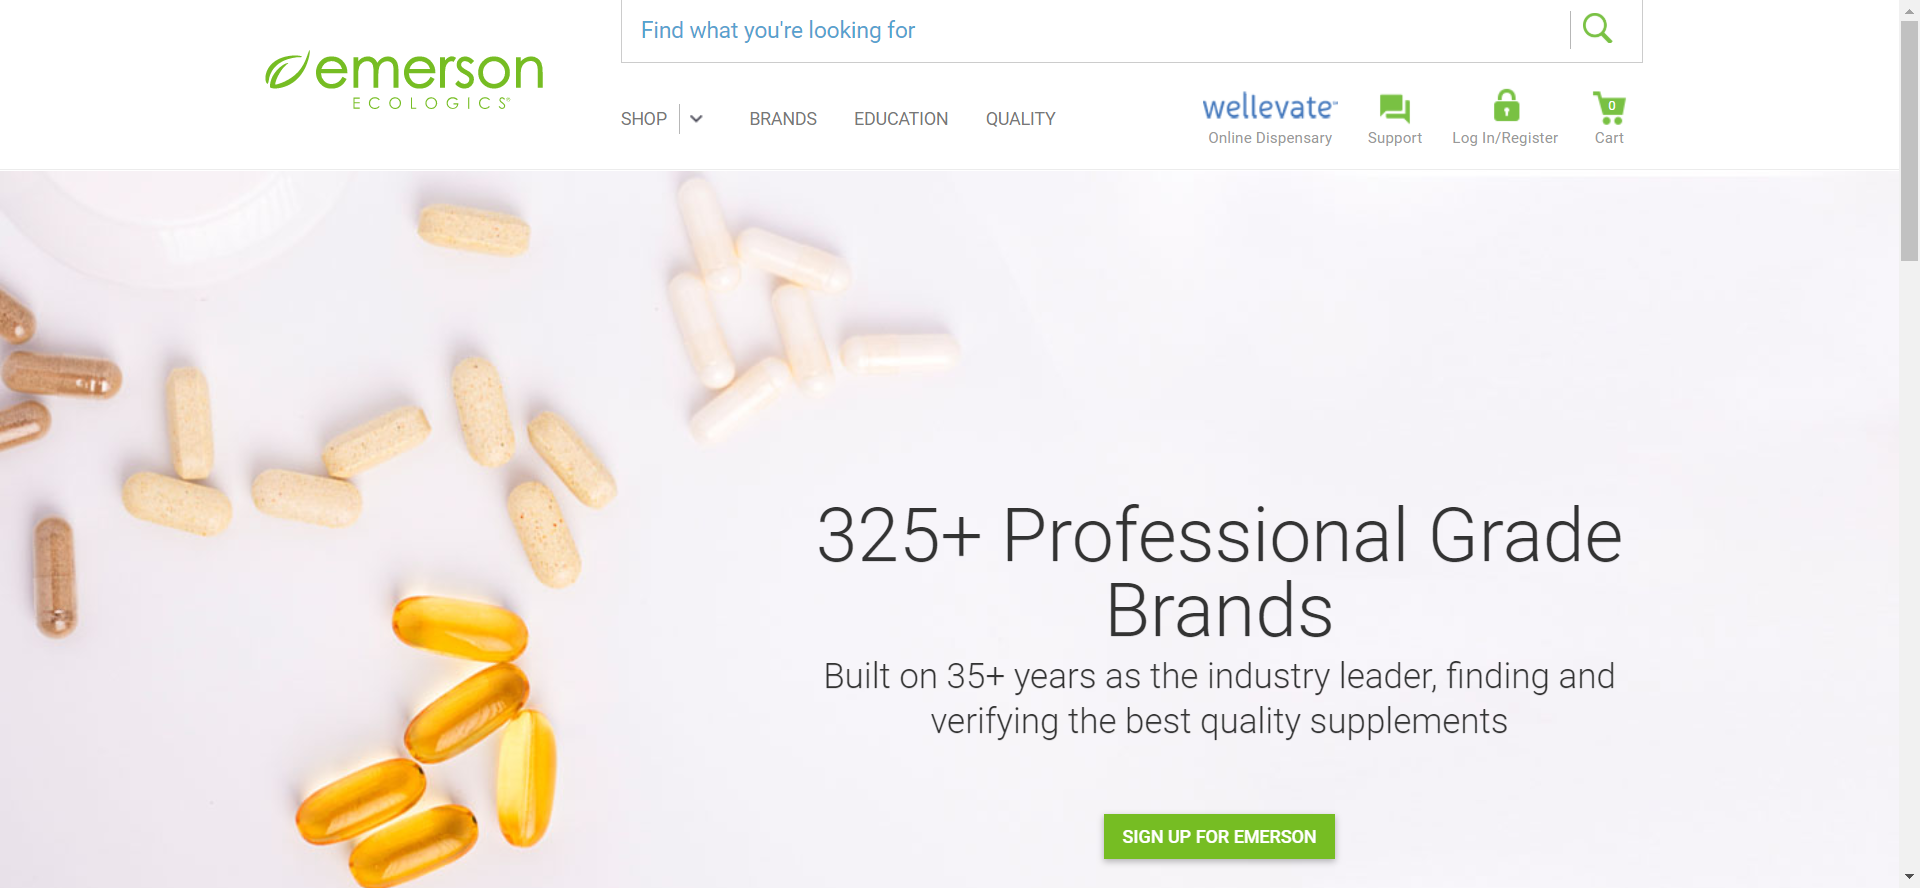 Find what you're looking for
emerson
ECOLOGICS
SHOP
BRANDS
EDUCATION
QUALITY
wellevate
Online Dispensary
Support
Log In/Register
0
Cart
325+ Professional Grade
Brands
Built on 35+ years as the industry leader, finding and
verifying the best quality supplements
SIGN UP FOR EMERSON